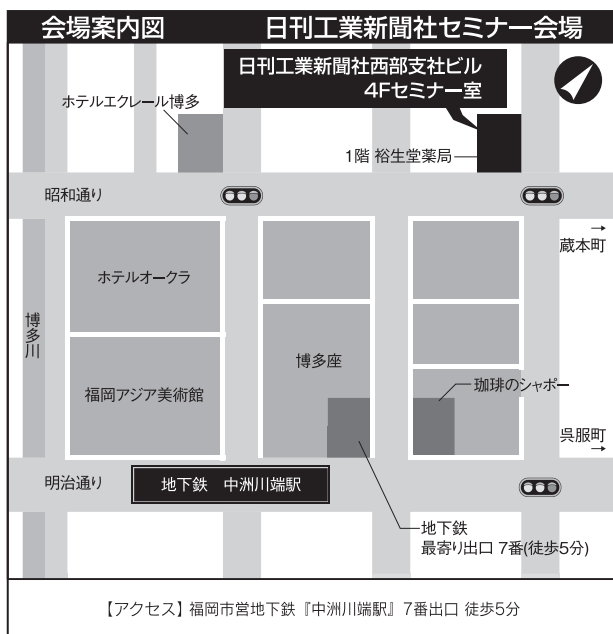 会場案内図
日刊工業新聞社セミナー会場
日刊工業新聞社西部支社ビル
4Fセミナー室
ホテルエクレール博多
1階 裕生堂薬局
昭和通り
→
蔵本町
ホテルオークラ
博多川
博多座
福岡アジア美術館
珈琲のシャポー
呉服町
→
明治通り
地下鉄 中洲川端駅
地下鉄
最寄り出口 7番(徒歩5分)
【アクセス】福岡市営地下鉄『中洲川端駅』7番出口 徒歩5分